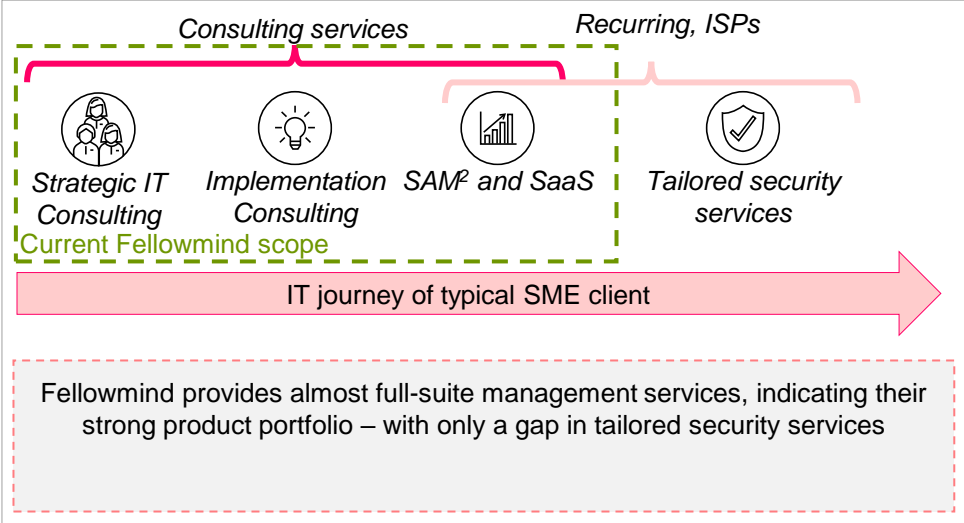 Consulting services
Recurring, ISPs
Strategic IT
Consulting
Implementation
Consulting
SAM² and SaaS
Tailored security
services
Current Fellowmind scope
IT journey of typical SME client
Fellowmind provides almost full-suite management services, indicating their
strong product portfolio – with only a gap in tailored security services